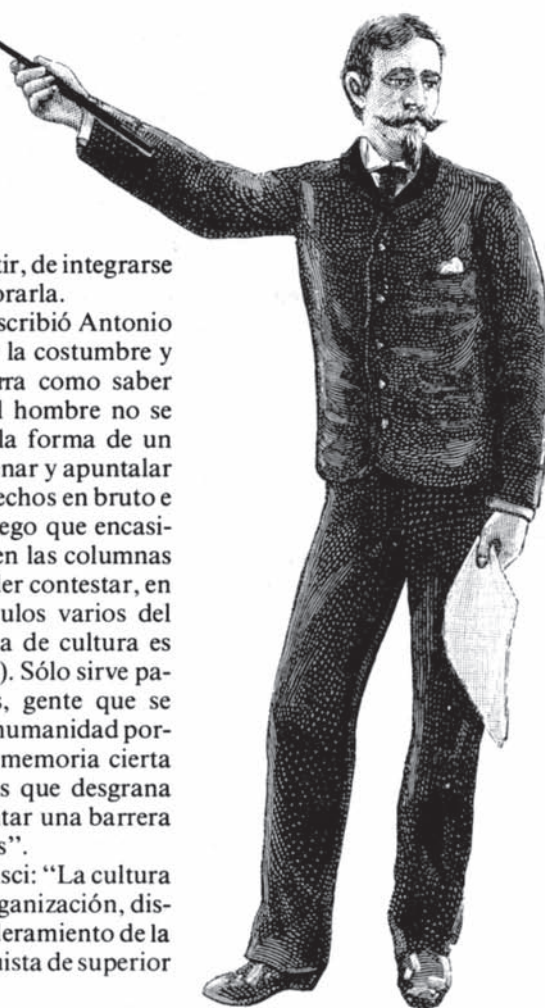 tir, de integrarse
orarla.
scribió Antonio
la costumbre y
rra como saber
l hombre no se
la forma de un
nar y apuntalar
echos en bruto e
ego que encasi-
en las columnas
ler contestar, en
ulos varios del
a de cultura es
). Sólo sirve pa-
s, gente que se
humanidad por-
memoria cierta
s que desgrana
tar una barrera
s”.
sci: “La cultura
ganización, dis-
leramiento de la
uista de superior